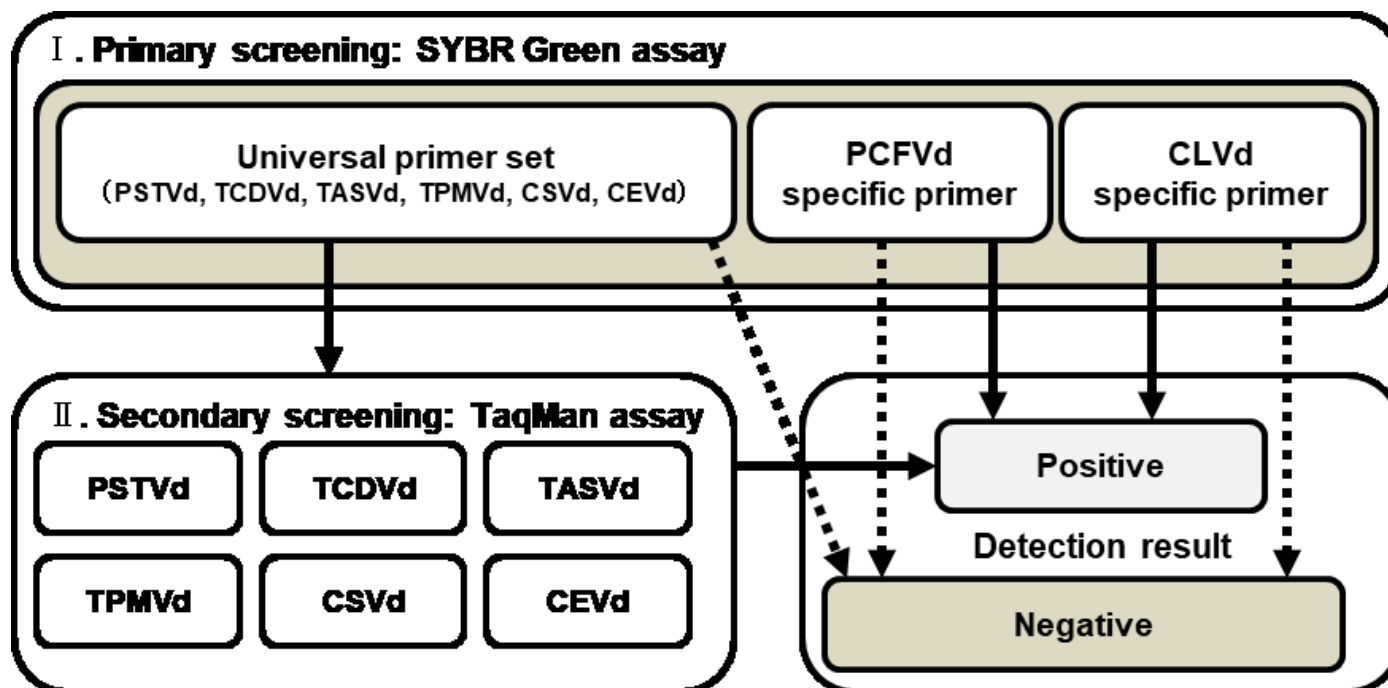 Ⅰ. Primary screening: SYBR Green assay
Universal primer set
(PSTVd, TCDVd, TASVd, TPMVd, CSVd, CEVd)
PCFVd
specific primer
CLVd
specific primer
Ⅱ. Secondary screening: TaqMan assay
PSTVd
TCDVd
TASVd
TPMVd
CSVd
CEVd
Positive
Detection result
Negative